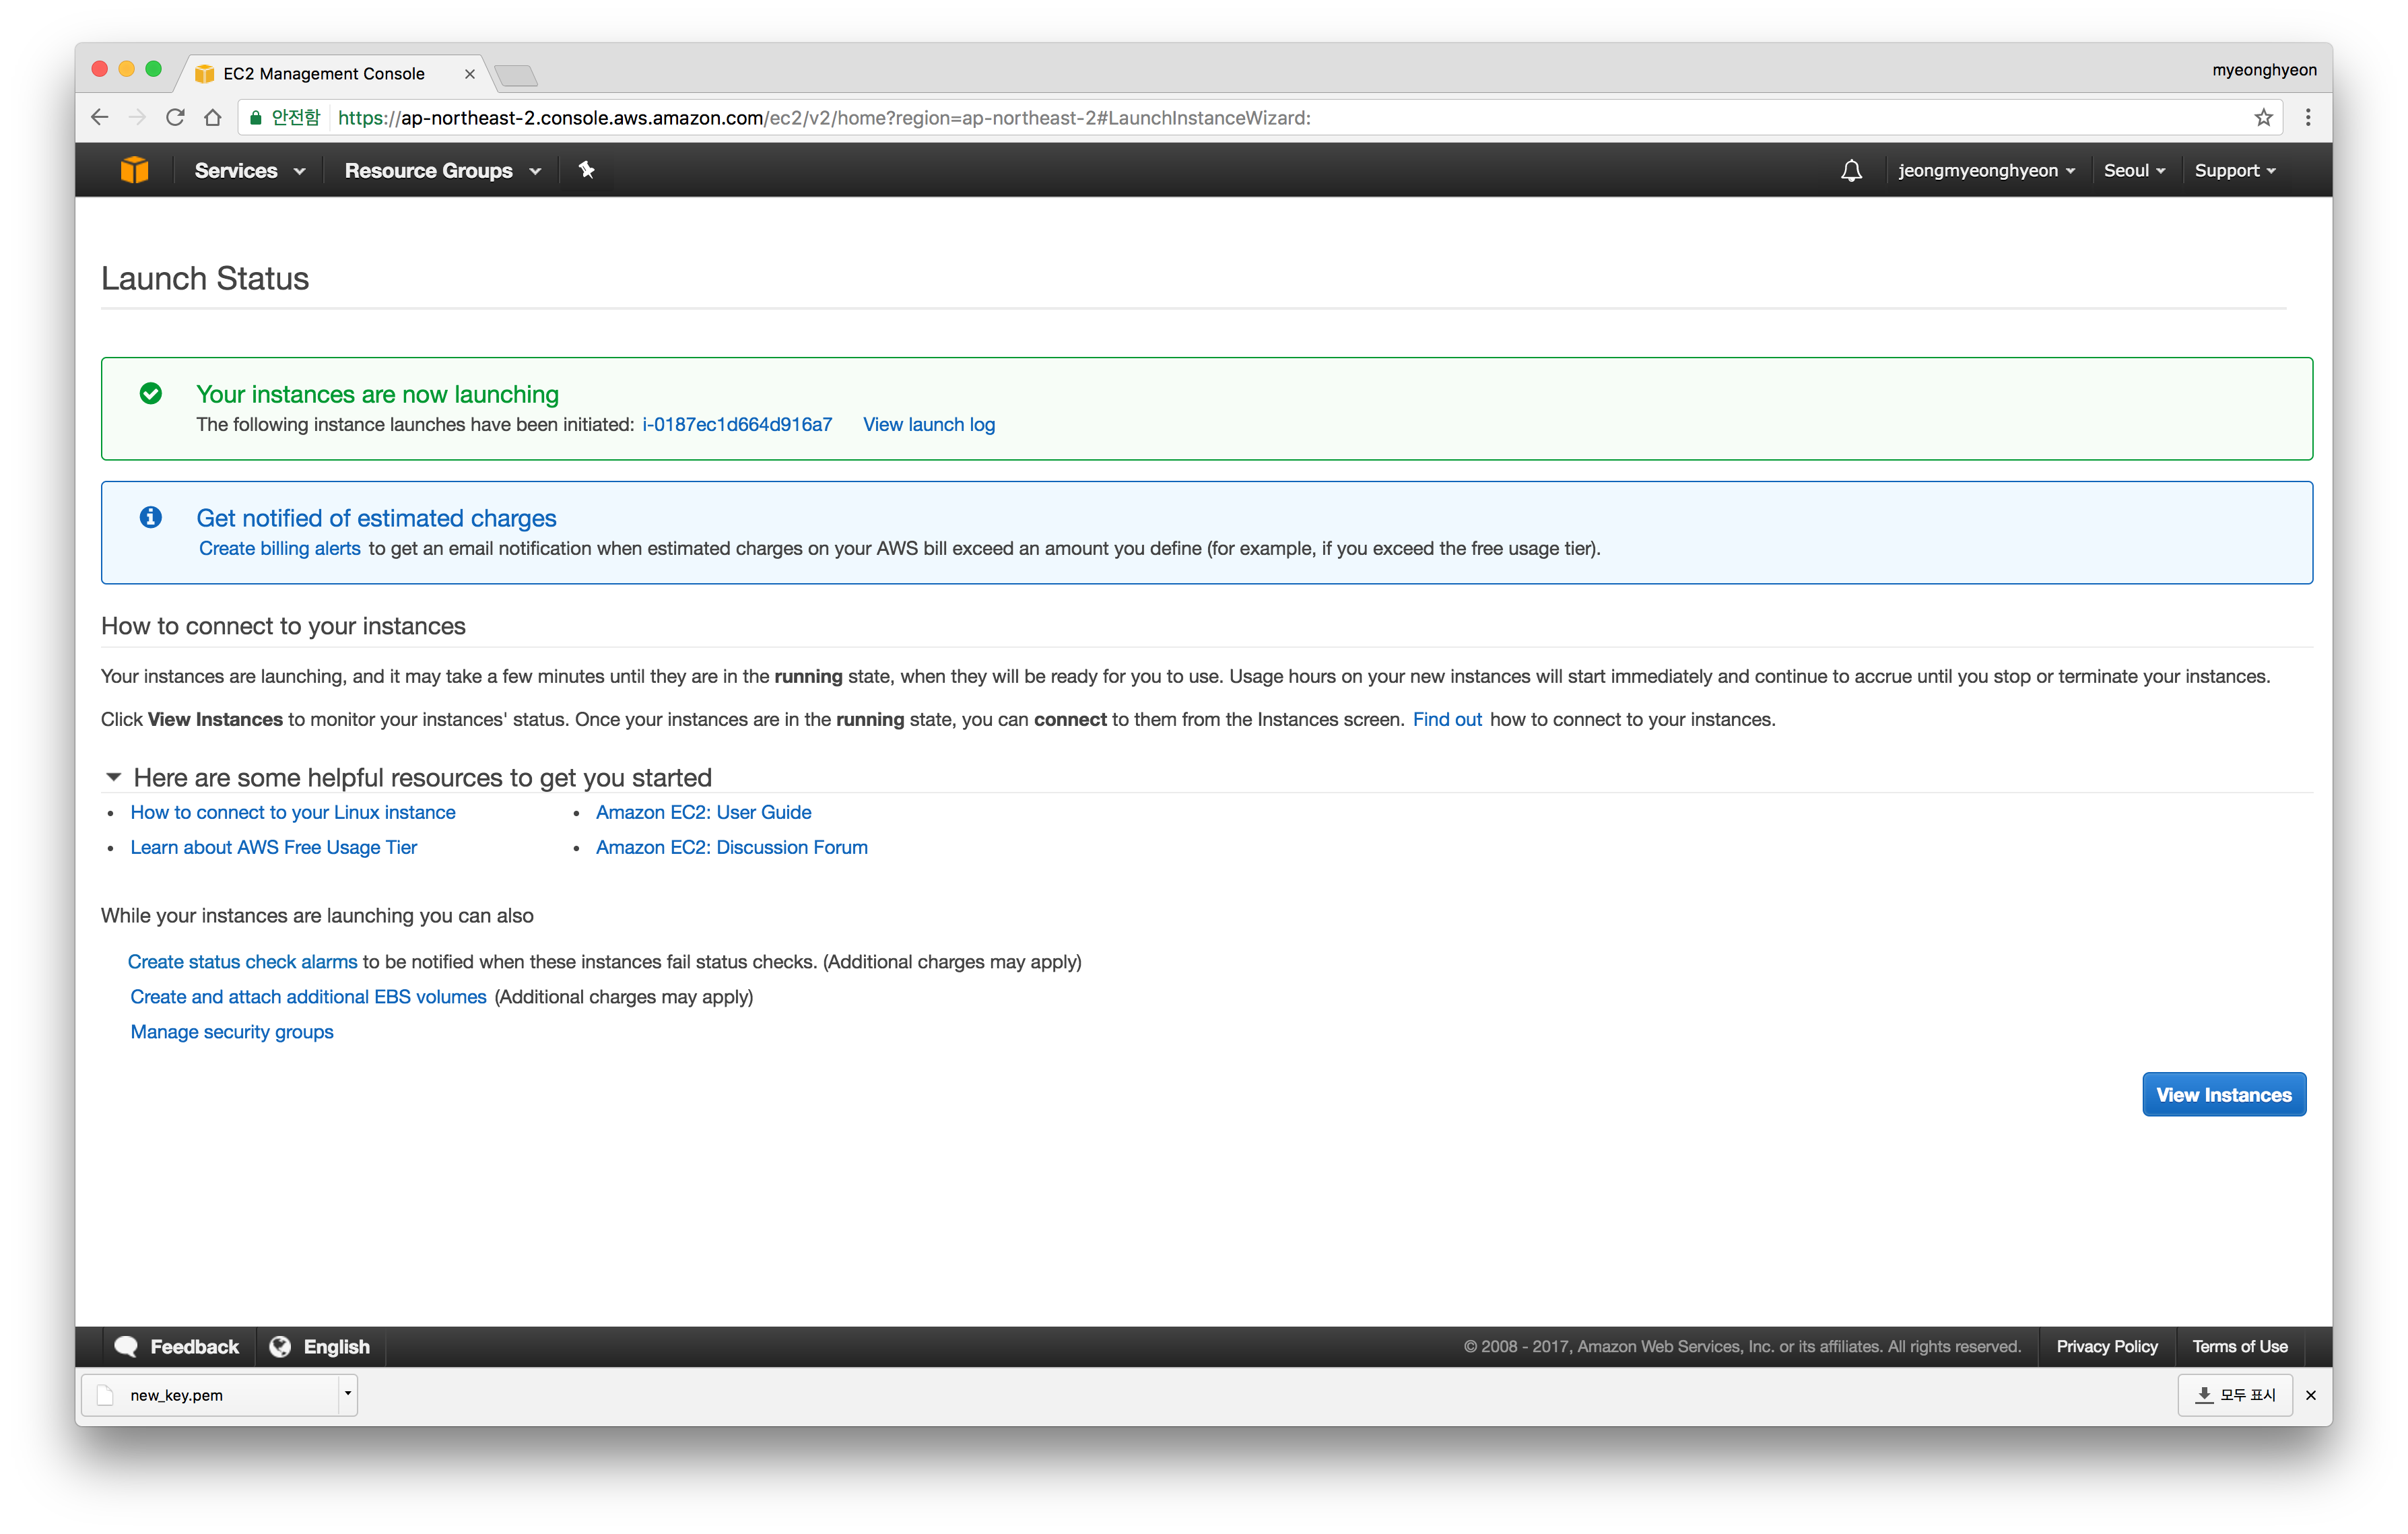 EC2 Management Console
myeonghyeon
안전함 https://ap-northeast-2.console.aws.amazon.com/ec2/v2/home?region=ap-northeast-2#LaunchInstanceWizard:
Services Resource Groups jeongmyeonghyeon Seoul Support
Launch Status
Your instances are now launching
The following instance launches have been initiated: i-0187ec1d664d916a7 View launch log
Get notified of estimated charges
Create billing alerts to get an email notification when estimated charges on your AWS bill exceed an amount you define (for example, if you exceed the free usage tier).
How to connect to your instances
Your instances are launching, and it may take a few minutes until they are in the running state, when they will be ready for you to use. Usage hours on your new instances will start immediately and continue to accrue until you stop or terminate your instances.
Click View Instances to monitor your instances' status. Once your instances are in the running state, you can connect to them from the Instances screen. Find out how to connect to your instances.
Here are some helpful resources to get you started
• How to connect to your Linux instance • Amazon EC2: User Guide
• Learn about AWS Free Usage Tier • Amazon EC2: Discussion Forum
While your instances are launching you can also
Create status check alarms to be notified when these instances fail status checks. (Additional charges may apply)
Create and attach additional EBS volumes (Additional charges may apply)
Manage security groups
View Instances
Feedback English © 2008 - 2017, Amazon Web Services, Inc. or its affiliates. All rights reserved. Privacy Policy Terms of Use
new_key.pem 모두 표시